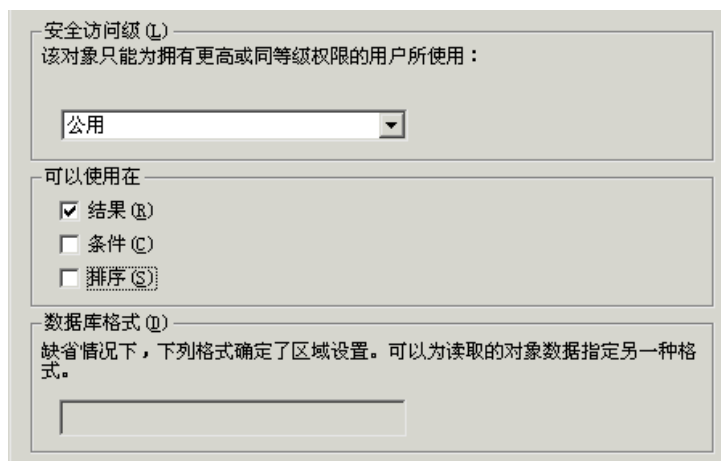 安全访问级(L)
该对象只能为拥有更高或同等级权限的用户所使用：
公用
可以使用在
结果(R)
条件(C)
排序(S)
数据库格式(D)
缺省情况下，下列格式确定了区域设置。可以为读取的对象数据指定另一种格
式。